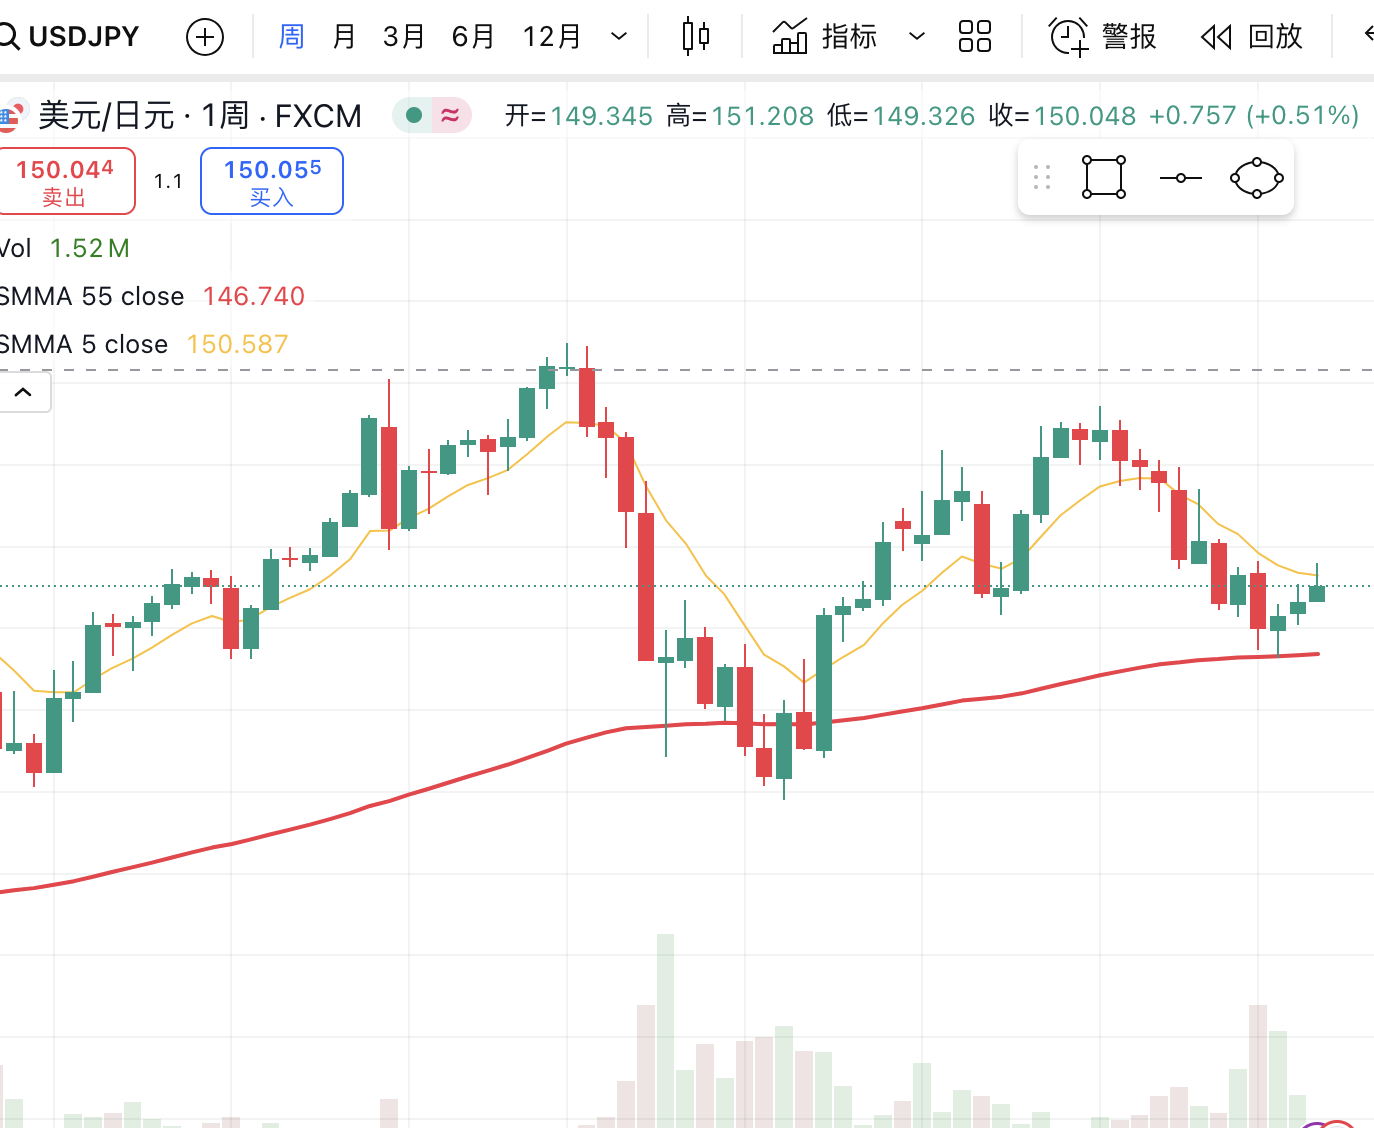 USDJPY 周 月 3月 6月 12月 指标 警报 回放
美元/日元 · 1周 · FXCM ≈ 开=149.345 高=151.208 低=149.326 收=150.048 +0.757 (+0.51%)
150.044 1.1 150.055
卖出 买入
Vol 1.52M
SMMA 55 close 146.740
SMMA 5 close 150.587